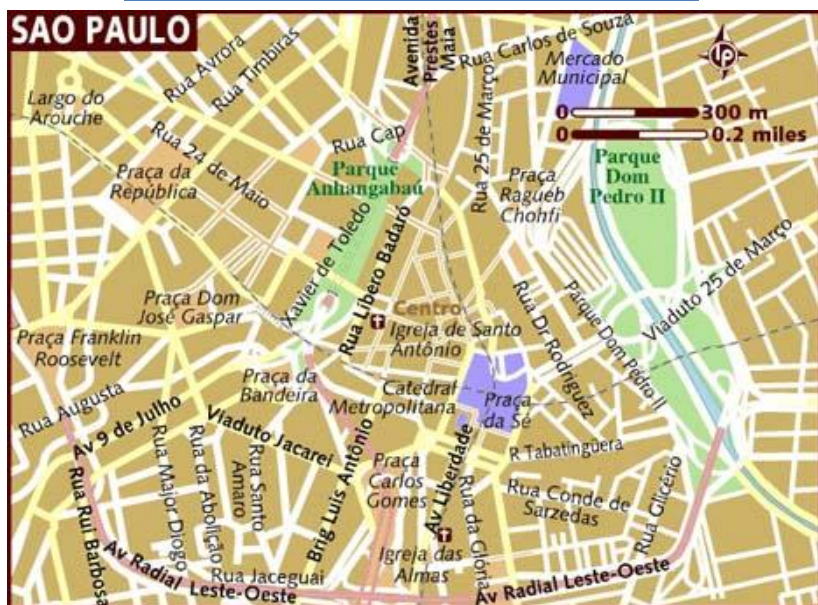 SAO PAULO
Avenida
Prestes
Maia
Rua Carlos de Souza
Mercado
Municipal
lp
0 300 m
0 0.2 miles
Rua Avrora
Rua Timbiras
Largo do
Arouche
Rua 24 de Maio
Rua Cap
Rua 25 de Março
Praça da
República
Parque
Anhangabaú
Praça
Ragueb
Chohfi
Parque
Dom
Pedro II
Xavier de Toledo
Rua Líbero Badaró
Viaduto 25 de Março
Praça Dom
José Gaspar
Centro
Igreja de Santo
Antônio
Rua Dr Rodriguez
Parque Dom Pedro II
Praça Franklin
Roosevelt
Praça da
Bandeira
Catedral
Metropolitana
Praça
da Sé
Rua Augusta
Av 9 de Julho
Viaduto Jacareí
R Tabatingüera
Rua Rui Barbosa
Rua Major Diogo
Rua da Abolição
Rua Santo
Amaro
Brig Luis Antônio
Praça
Carlos
Gomes
Av Liberdade
Rua da Glória
Rua Conde de
Sarzedas
Rua Glicério
Igreja das
Almas
Av Radial Leste-Oeste
Rua Jaceguai
Av Radial Leste-Oeste